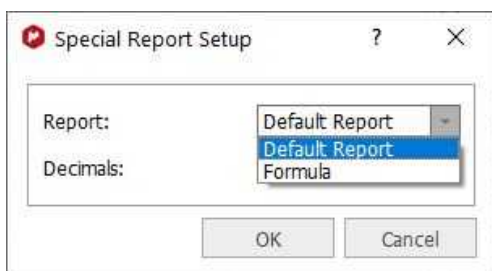 Special Report Setup ? ×
Report: Default Report
Default Report
Decimals: Formula
OK Cancel